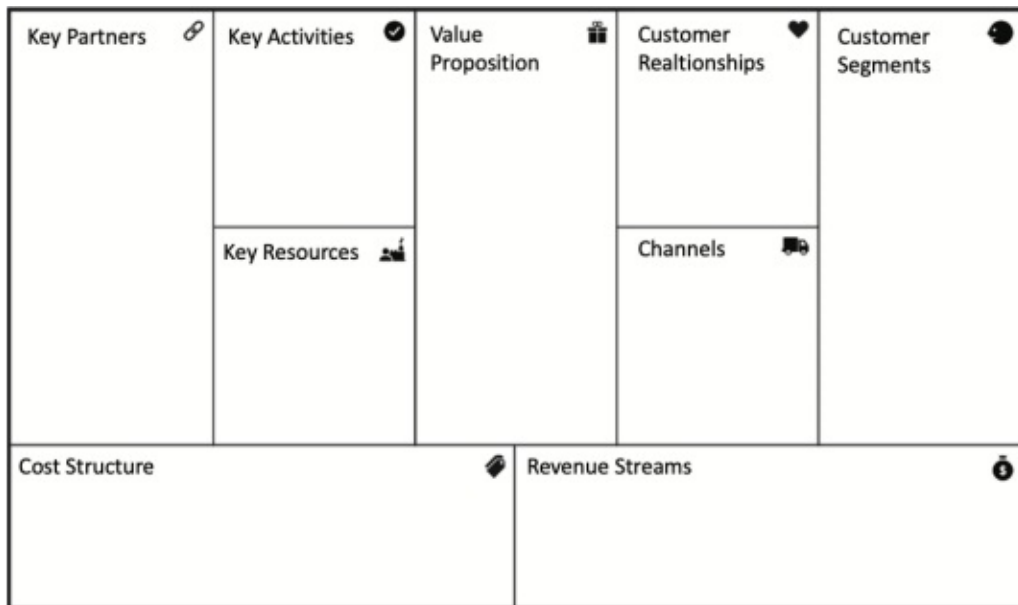 Key Partners
Key Activities
Value
Proposition
Customer
Realtionships
Customer
Segments
Key Resources
Channels
Cost Structure
Revenue Streams
$